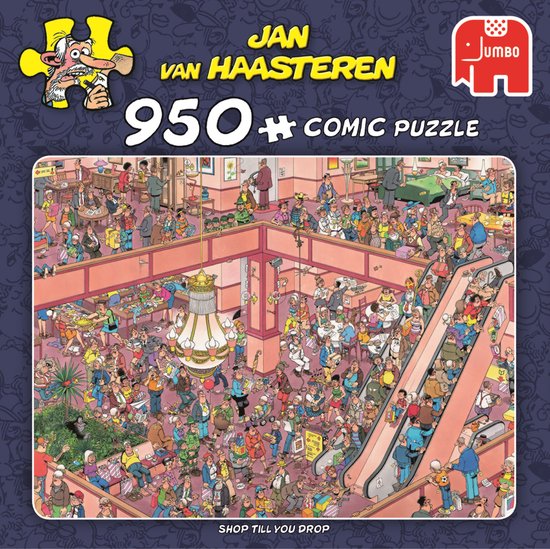 JAN
VAN HAASTEREN
JUMBO
950 COMIC PUZZLE
SHOP TILL YOU DROP